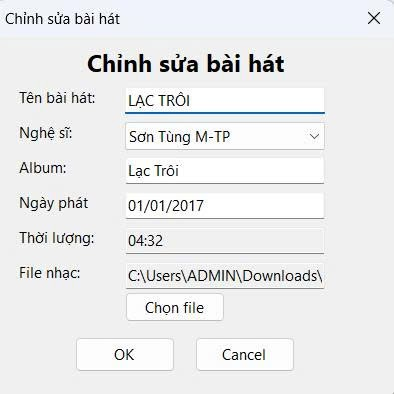 Chỉnh sửa bài hát
Chỉnh sửa bài hát
Tên bài hát: LẠC TRÔI
Nghệ sĩ: Sơn Tùng M-TP
Album: Lạc Trôi
Ngày phát 01/01/2017
Thời lượng: 04:32
File nhạc: C:\Users\ADMIN\Downloads\
Chọn file
OK Cancel